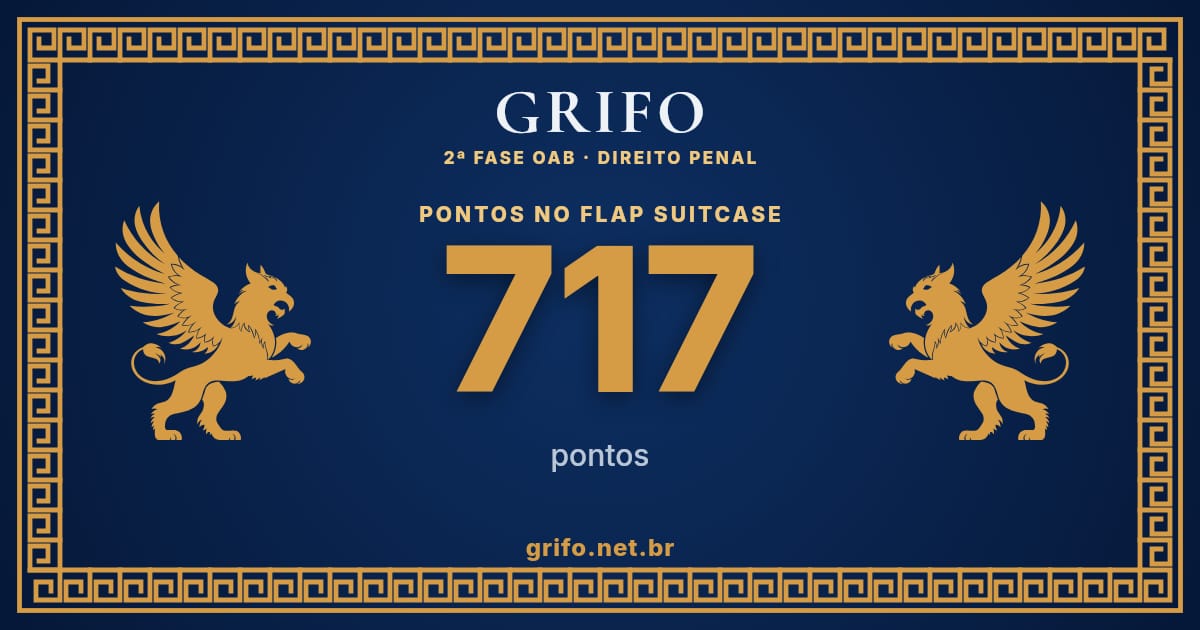 GRIFO
2ª FASE OAB · DIREITO PENAL
PONTOS NO FLAP SUITCASE
717
pontos
grifo.net.br